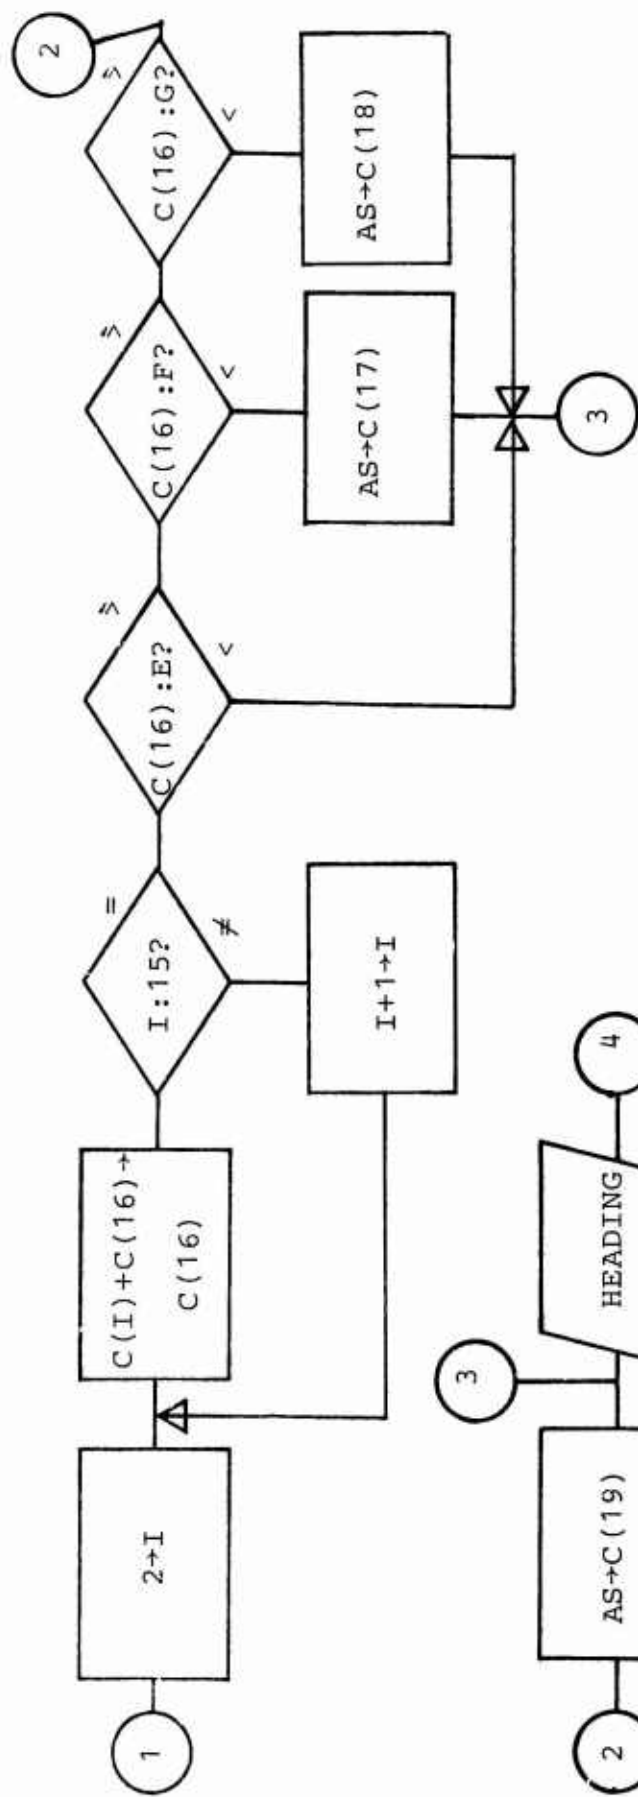 1
2→I
C(I)+C(16)→
C(16)
I:15?
=
≠
I+1→I
C(16):E?
≥
<
C(16):F?
≥
<
AS→C(17)
C(16):G?
≥
<
AS→C(18)
2
3
2
AS→C(19)
3
HEADING
4